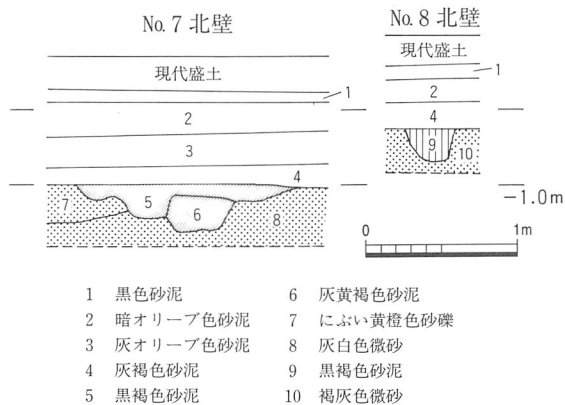 No. 7 北壁
現代盛土
1
2
3
4
5
6
7
8
No. 8 北壁
現代盛土
1
2
4
9
10
-1.0m
0 1m
1 黒色砂泥
2 暗オリーブ色砂泥
3 灰オリーブ色砂泥
4 灰褐色砂泥
5 黒褐色砂泥
6 灰黄褐色砂泥
7 にぶい黄橙色砂礫
8 灰白色微砂
9 黒褐色砂泥
10 褐灰色微砂